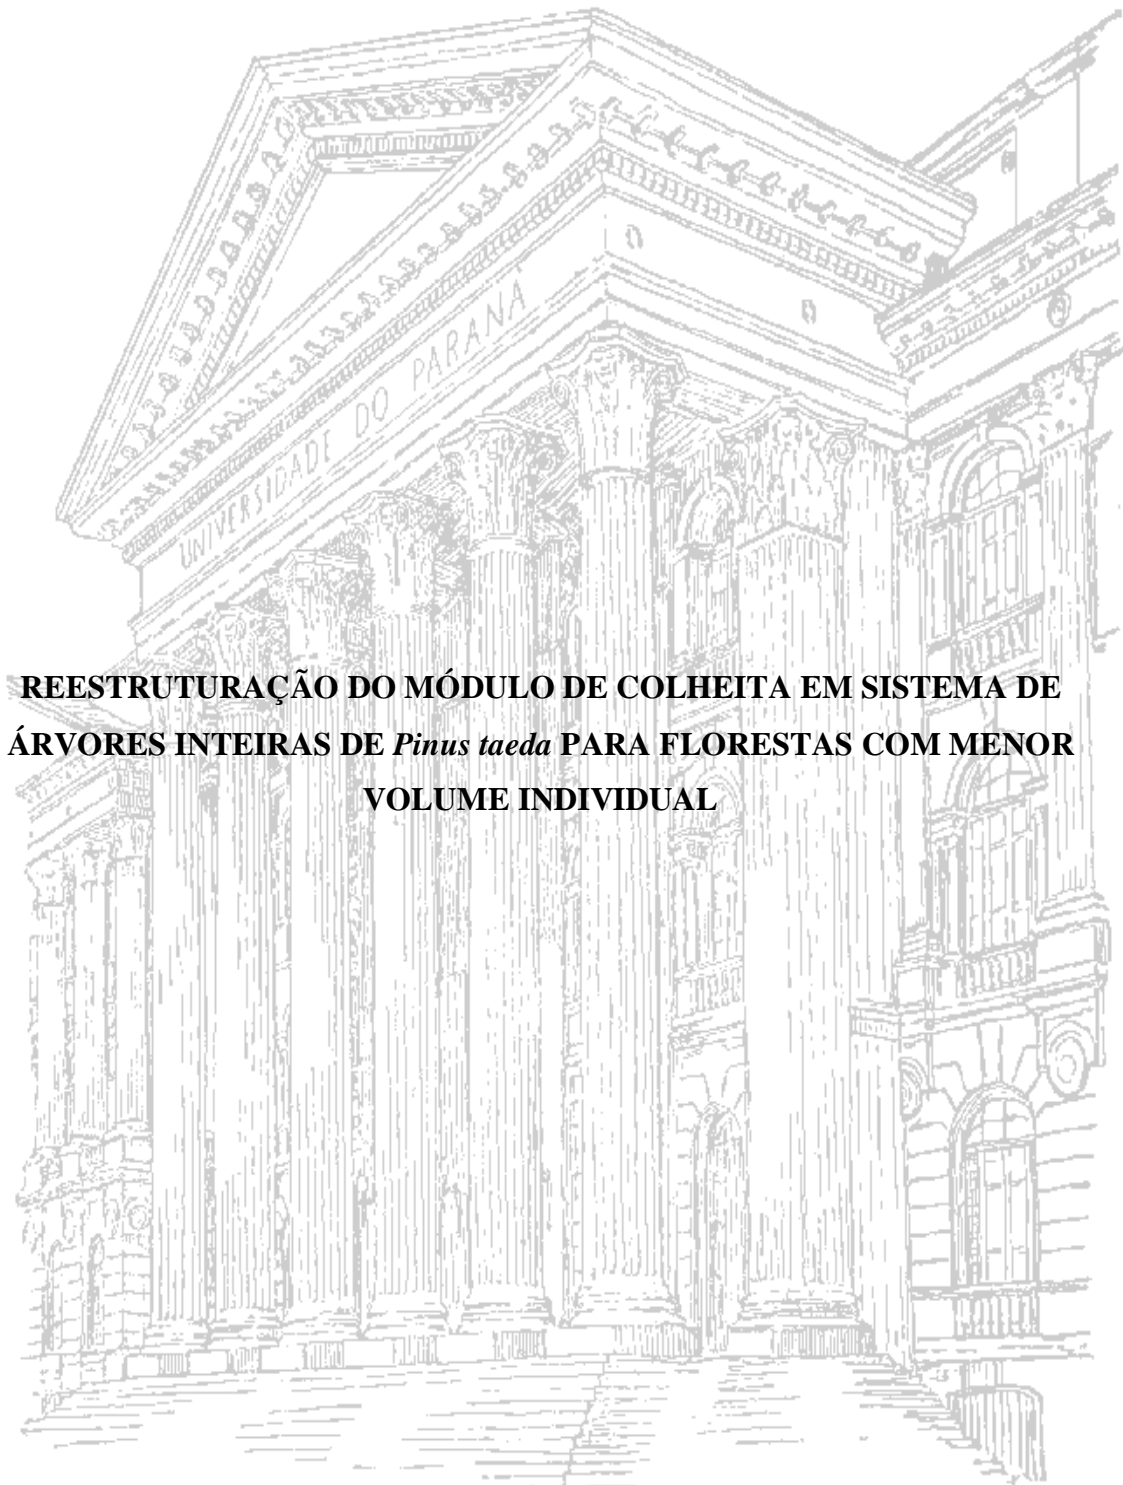 UNIVERSIDADE DO PARANÁ
REESTRUTURAÇÃO DO MÓDULO DE COLHEITA EM SISTEMA DE
ÁRVORES INTEIRAS DE Pinus taeda PARA FLORESTAS COM MENOR
VOLUME INDIVIDUAL